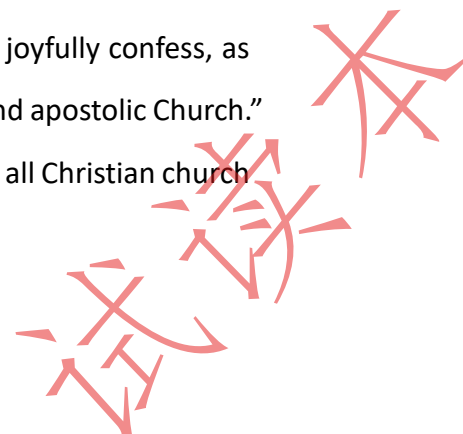 joyfully confess, as
nd apostolic Church.”
all Christian church
试读本